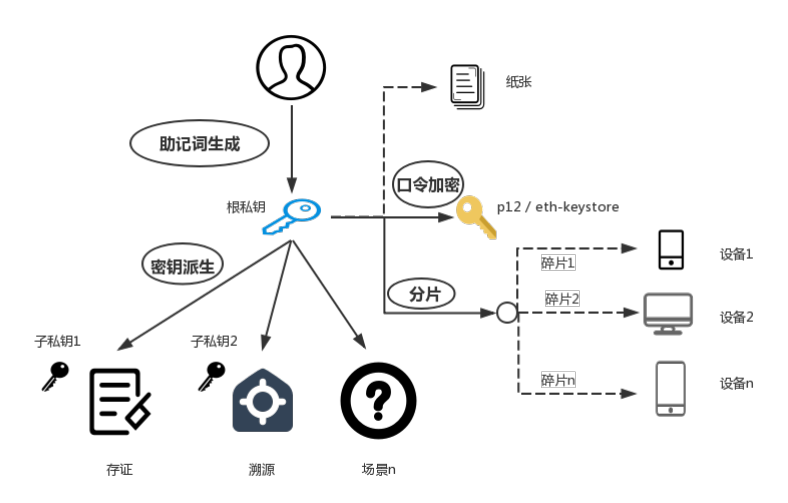 纸张
助记词生成
口令加密
根私钥
p12 / eth-keystore
密钥派生
碎片1
设备1
分片
碎片2
设备2
子私钥1
子私钥2
碎片n
设备n
存证
溯源
场景n